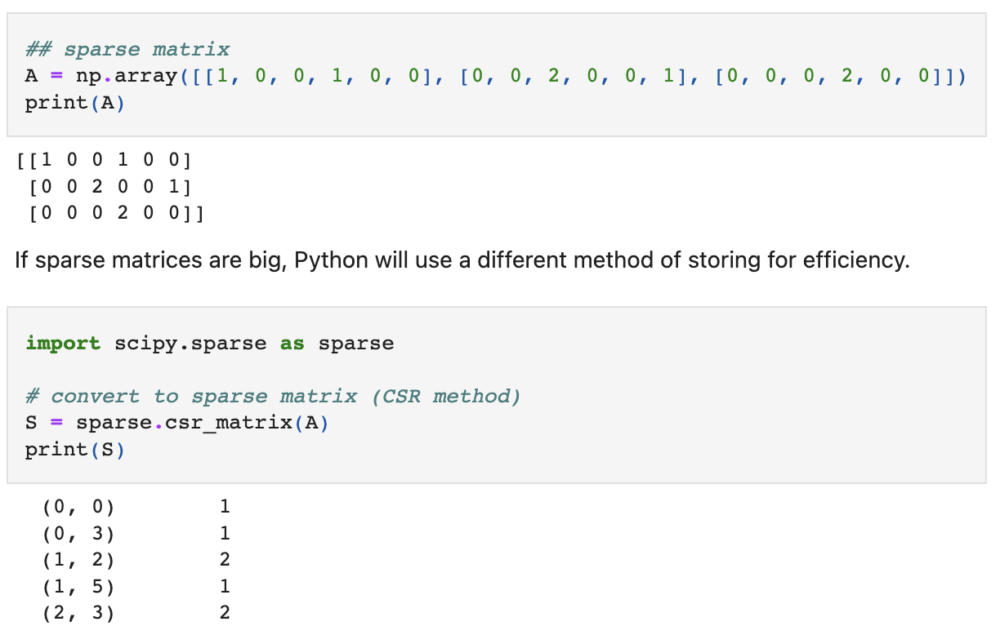 ## sparse matrix
A = np.array([[1, 0, 0, 1, 0, 0], [0, 0, 2, 0, 0, 1], [0, 0, 0, 2, 0, 0]])
print(A)
[[1 0 0 1 0 0]
 [0 0 2 0 0 1]
 [0 0 0 2 0 0]]
If sparse matrices are big, Python will use a different method of storing for efficiency.
import scipy.sparse as sparse
# convert to sparse matrix (CSR method)
S = sparse.csr_matrix(A)
print(S)
  (0, 0)        1
  (0, 3)        1
  (1, 2)        2
  (1, 5)        1
  (2, 3)        2